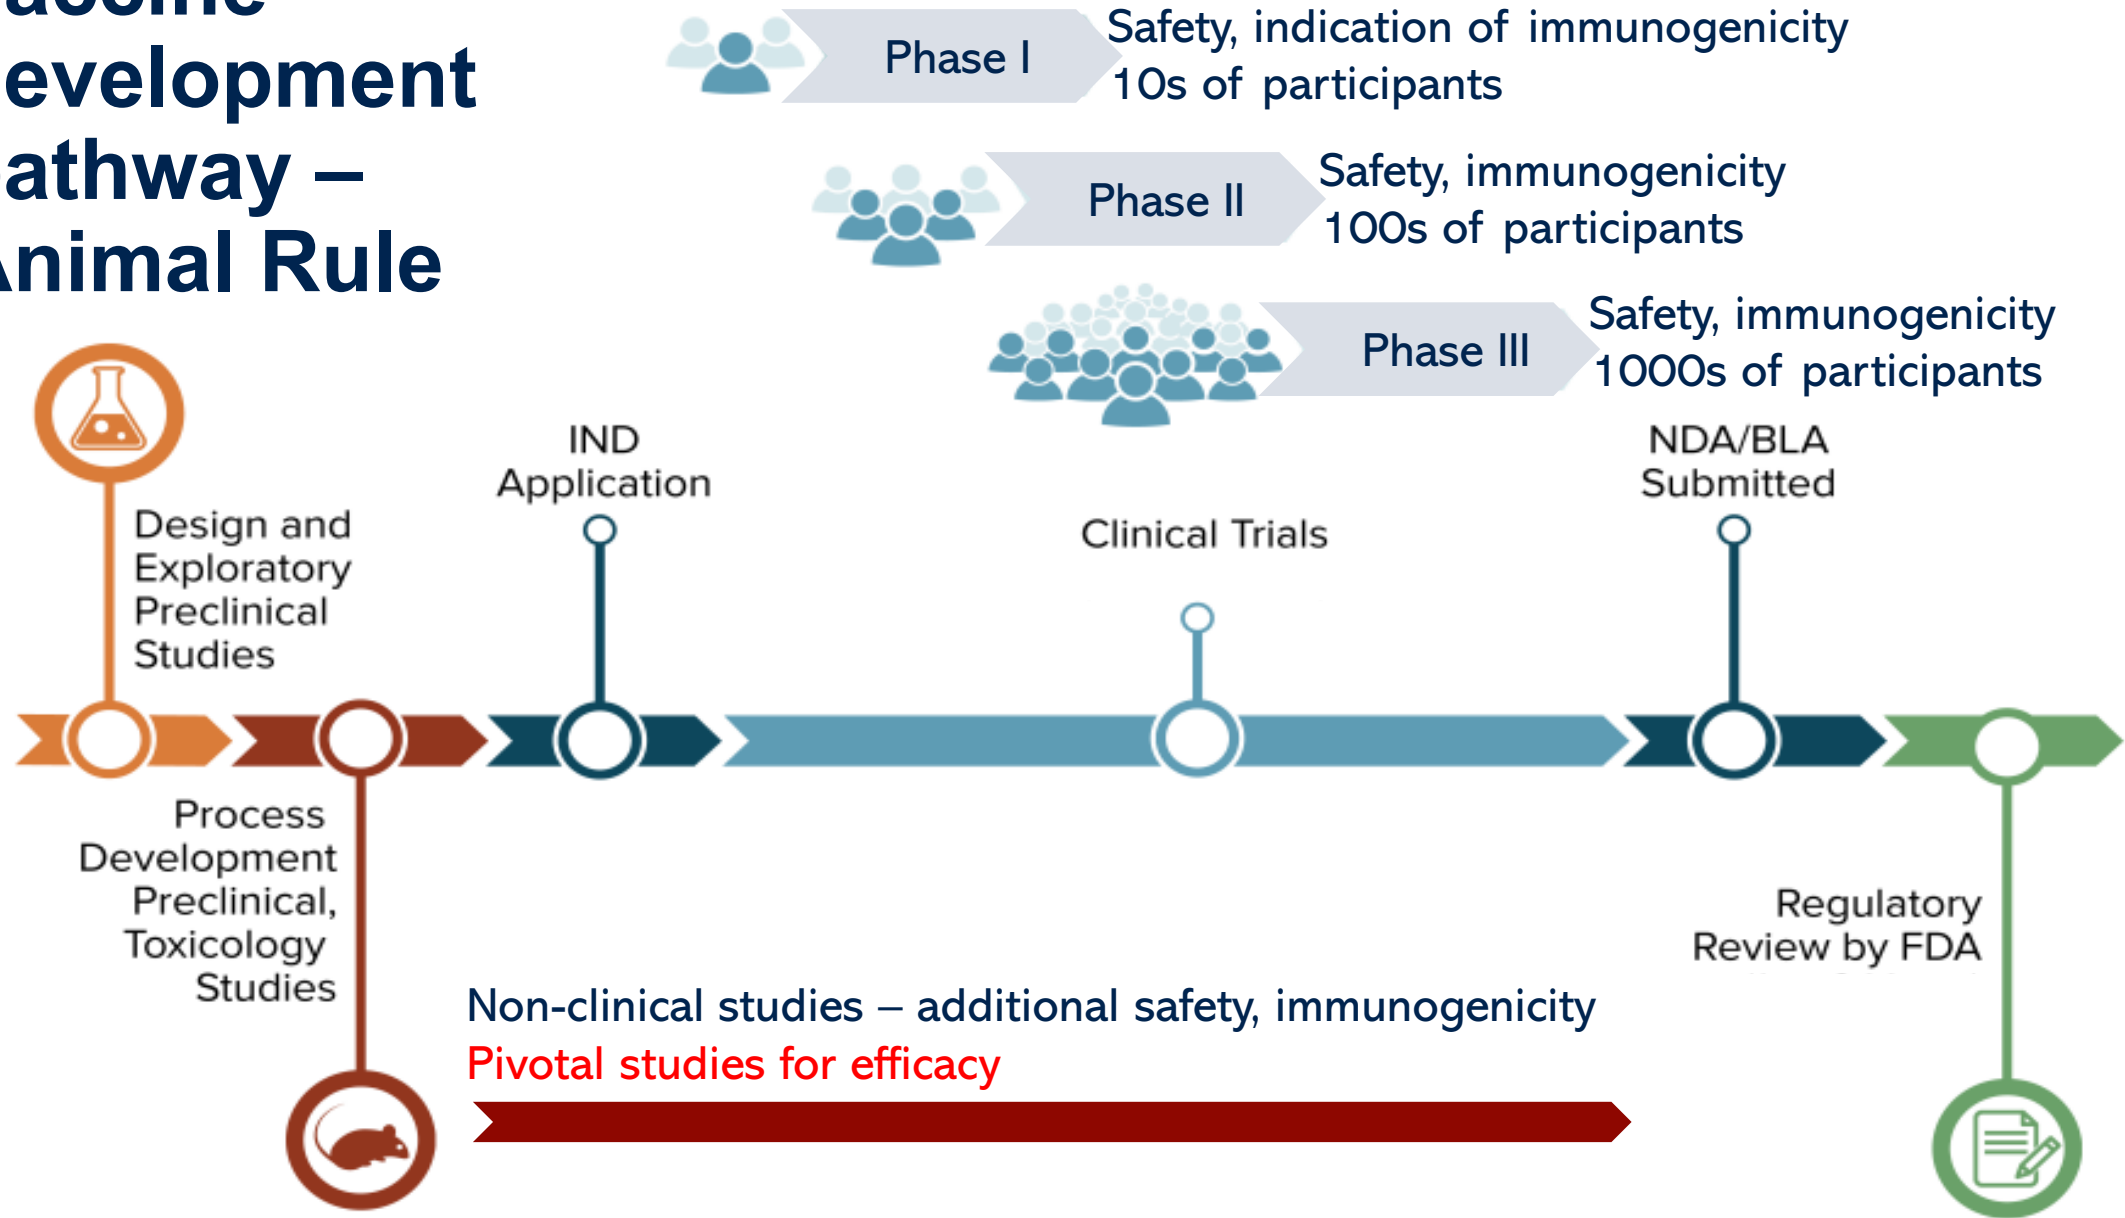 accine
evelopment
athway –
Animal Rule
Phase I
Safety, indication of immunogenicity
10s of participants
Phase II
Safety, immunogenicity
100s of participants
Phase III
Safety, immunogenicity
1000s of participants
Design and
Exploratory
Preclinical
Studies
IND
Application
Clinical Trials
NDA/BLA
Submitted
Process
Development
Preclinical,
Toxicology
Studies
Regulatory
Review by FDA
Non-clinical studies – additional safety, immunogenicity
Pivotal studies for efficacy